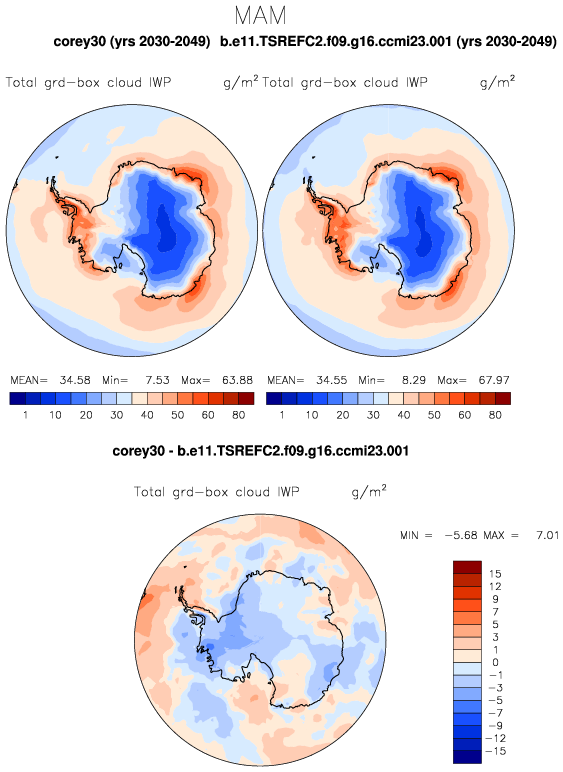 MAM
corey30 (yrs 2030-2049) b.e11.TSREFC2.f09.g16.ccmi23.001 (yrs 2030-2049)
Total grd-box cloud IWP g/m² Total grd-box cloud IWP g/m²
MEAN= 34.58 Min= 7.53 Max= 63.88 MEAN= 34.55 Min= 8.29 Max= 67.97
1 10 20 30 40 50 60 80 1 10 20 30 40 50 60 80
corey30 - b.e11.TSREFC2.f09.g16.ccmi23.001
Total grd-box cloud IWP g/m²
MIN = -5.68 MAX = 7.01
15
12
9
7
5
3
1
0
-1
-3
-5
-7
-9
-12
-15